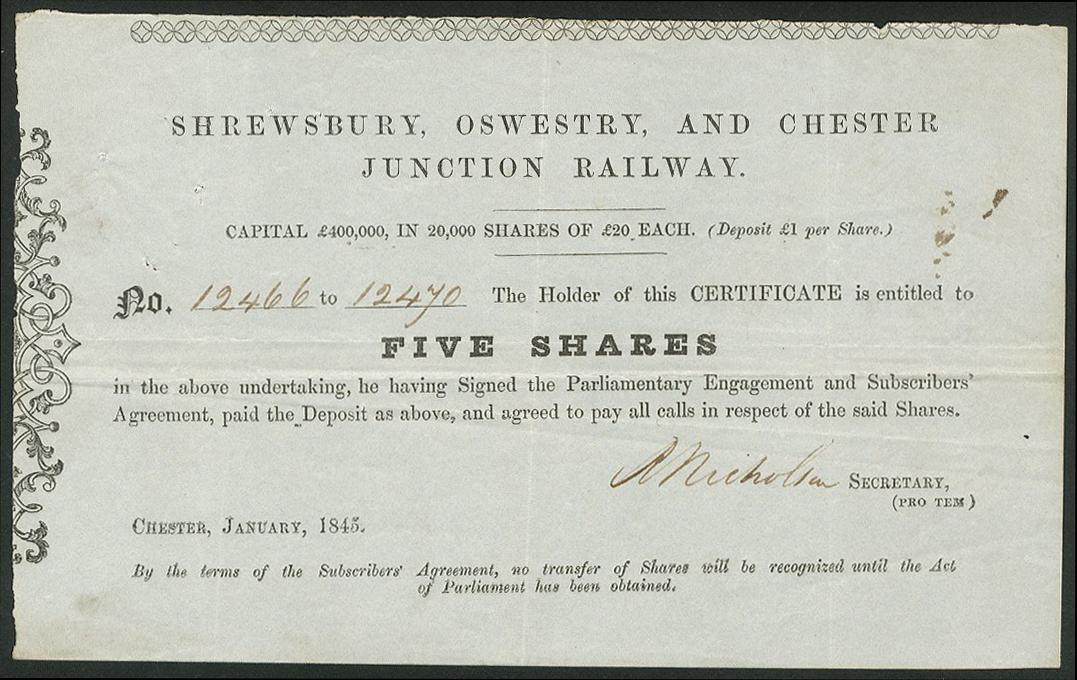 SHREWSBURY, OSWESTRY, AND CHESTER
JUNCTION RAILWAY.
CAPITAL £400,000, IN 20,000 SHARES OF £20 EACH. (Deposit £1 per Share.)
No. 12466 to 12470 The Holder of this CERTIFICATE is entitled to
FIVE SHARES
in the above undertaking, he having Signed the Parliamentary Engagement and Subscribers'
Agreement, paid the Deposit as above, and agreed to pay all calls in respect of the said Shares.
R Nicholson SECRETARY,
(PRO TEM)
CHESTER, JANUARY, 1845.
By the terms of the Subscribers' Agreement, no transfer of Shares will be recognized until the Act
of Parliament has been obtained.